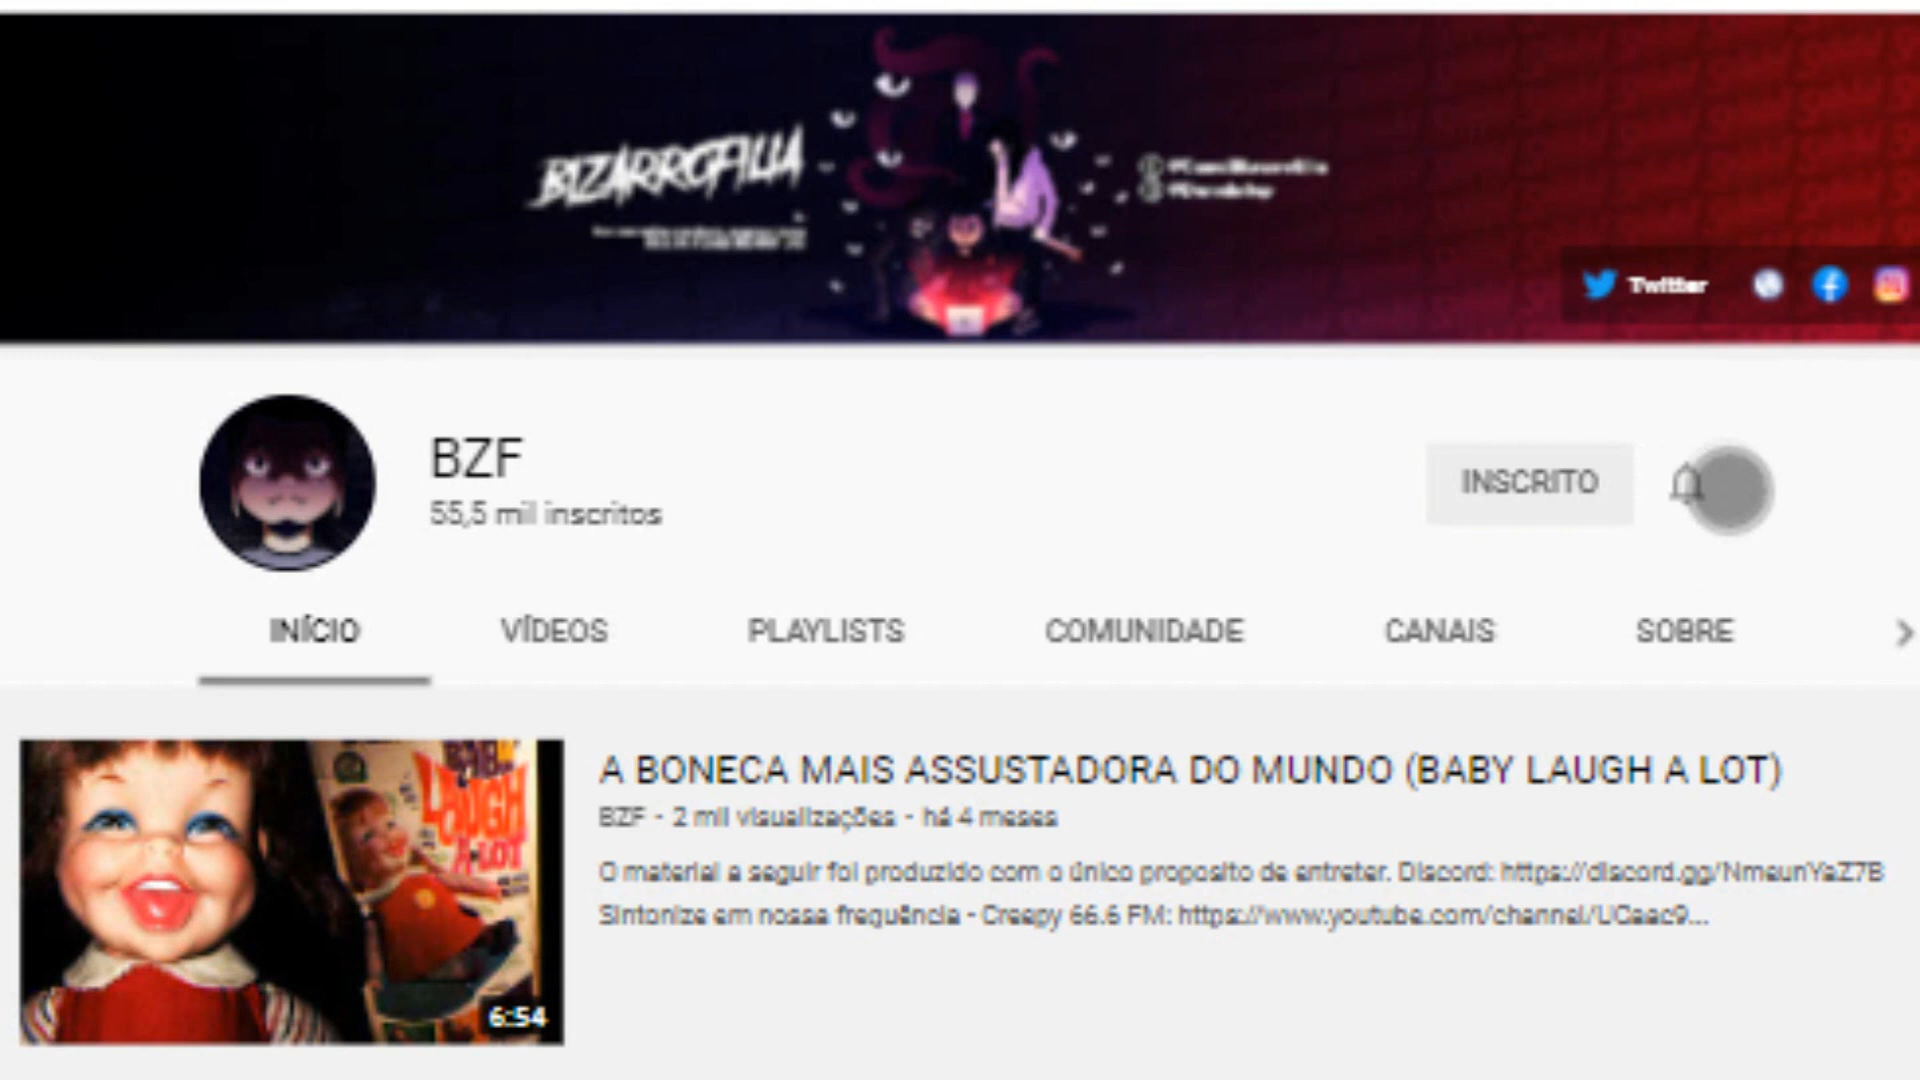 BIZARROFILIA
Twitter
BZF
55,5 mil inscritos
INSCRITO
INÍCIO
VÍDEOS
PLAYLISTS
COMUNIDADE
CANAIS
SOBRE
LAUGH
A-LOT
6:54
A BONECA MAIS ASSUSTADORA DO MUNDO (BABY LAUGH A LOT)
BZF - 2 mil visualizações - há 4 meses
O material a seguir foi produzido com o único proposito de entreter. Discord: https://discord.gg/NmeunYaZ7B
Sintonize em nossa frequência - Creepy 66.6 FM: https://www.youtube.com/channel/UCaac9...